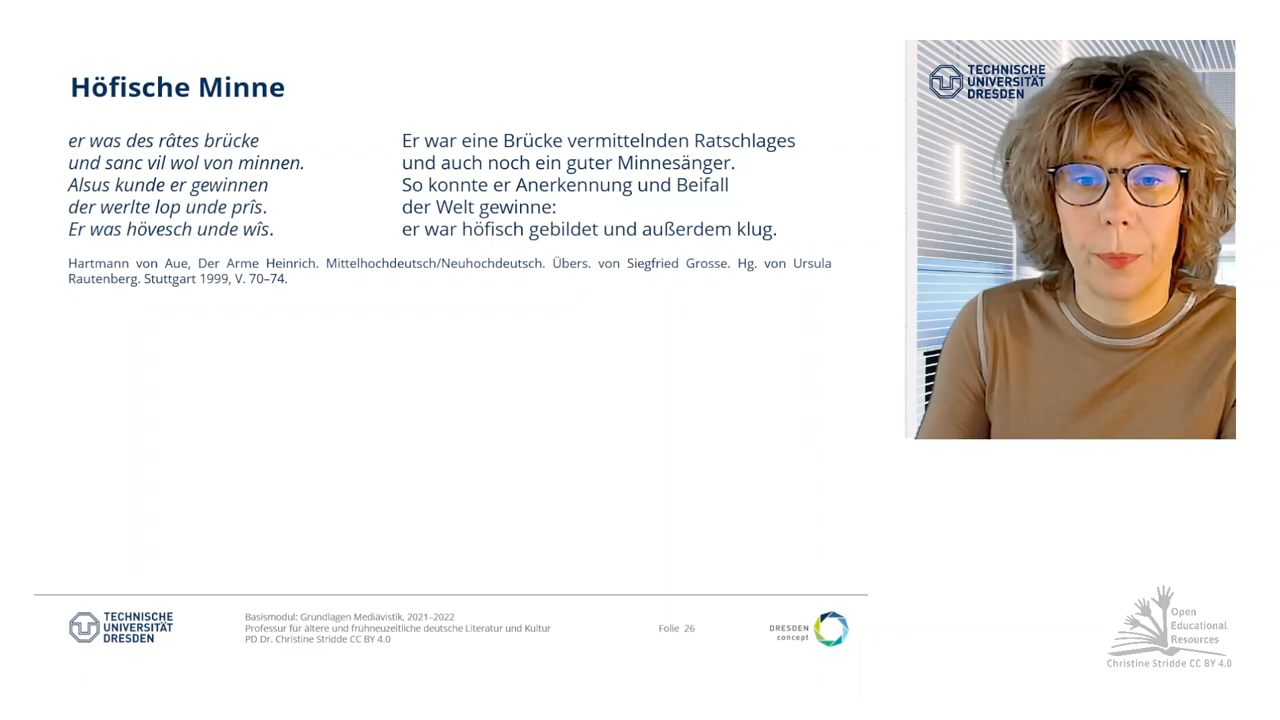 Höfische Minne
er was des râtes brücke
und sanc vil wol von minnen.
Alsus kunde er gewinnen
der werlte lop unde prîs.
Er was hövesch unde wîs.
Er war eine Brücke vermittelnden Ratschlages
und auch noch ein guter Minnesänger.
So konnte er Anerkennung und Beifall
der Welt gewinne:
er war höfisch gebildet und außerdem klug.
Hartmann von Aue, Der Arme Heinrich. Mittelhochdeutsch/Neuhochdeutsch. Übers. von Siegfried Grosse. Hg. von Ursula
Rautenberg. Stuttgart 1999, V. 70–74.
TECHNISCHE
UNIVERSITÄT
DRESDEN
TECHNISCHE
UNIVERSITÄT
DRESDEN
Basismodul: Grundlagen Mediävistik, 2021–2022
Professur für ältere und frühneuzeitliche deutsche Literatur und Kultur
PD Dr. Christine Stridde CC BY 4.0
Folie 26
DRESDEN
concept
Open
Educational
Resources
Christine Stridde CC BY 4.0